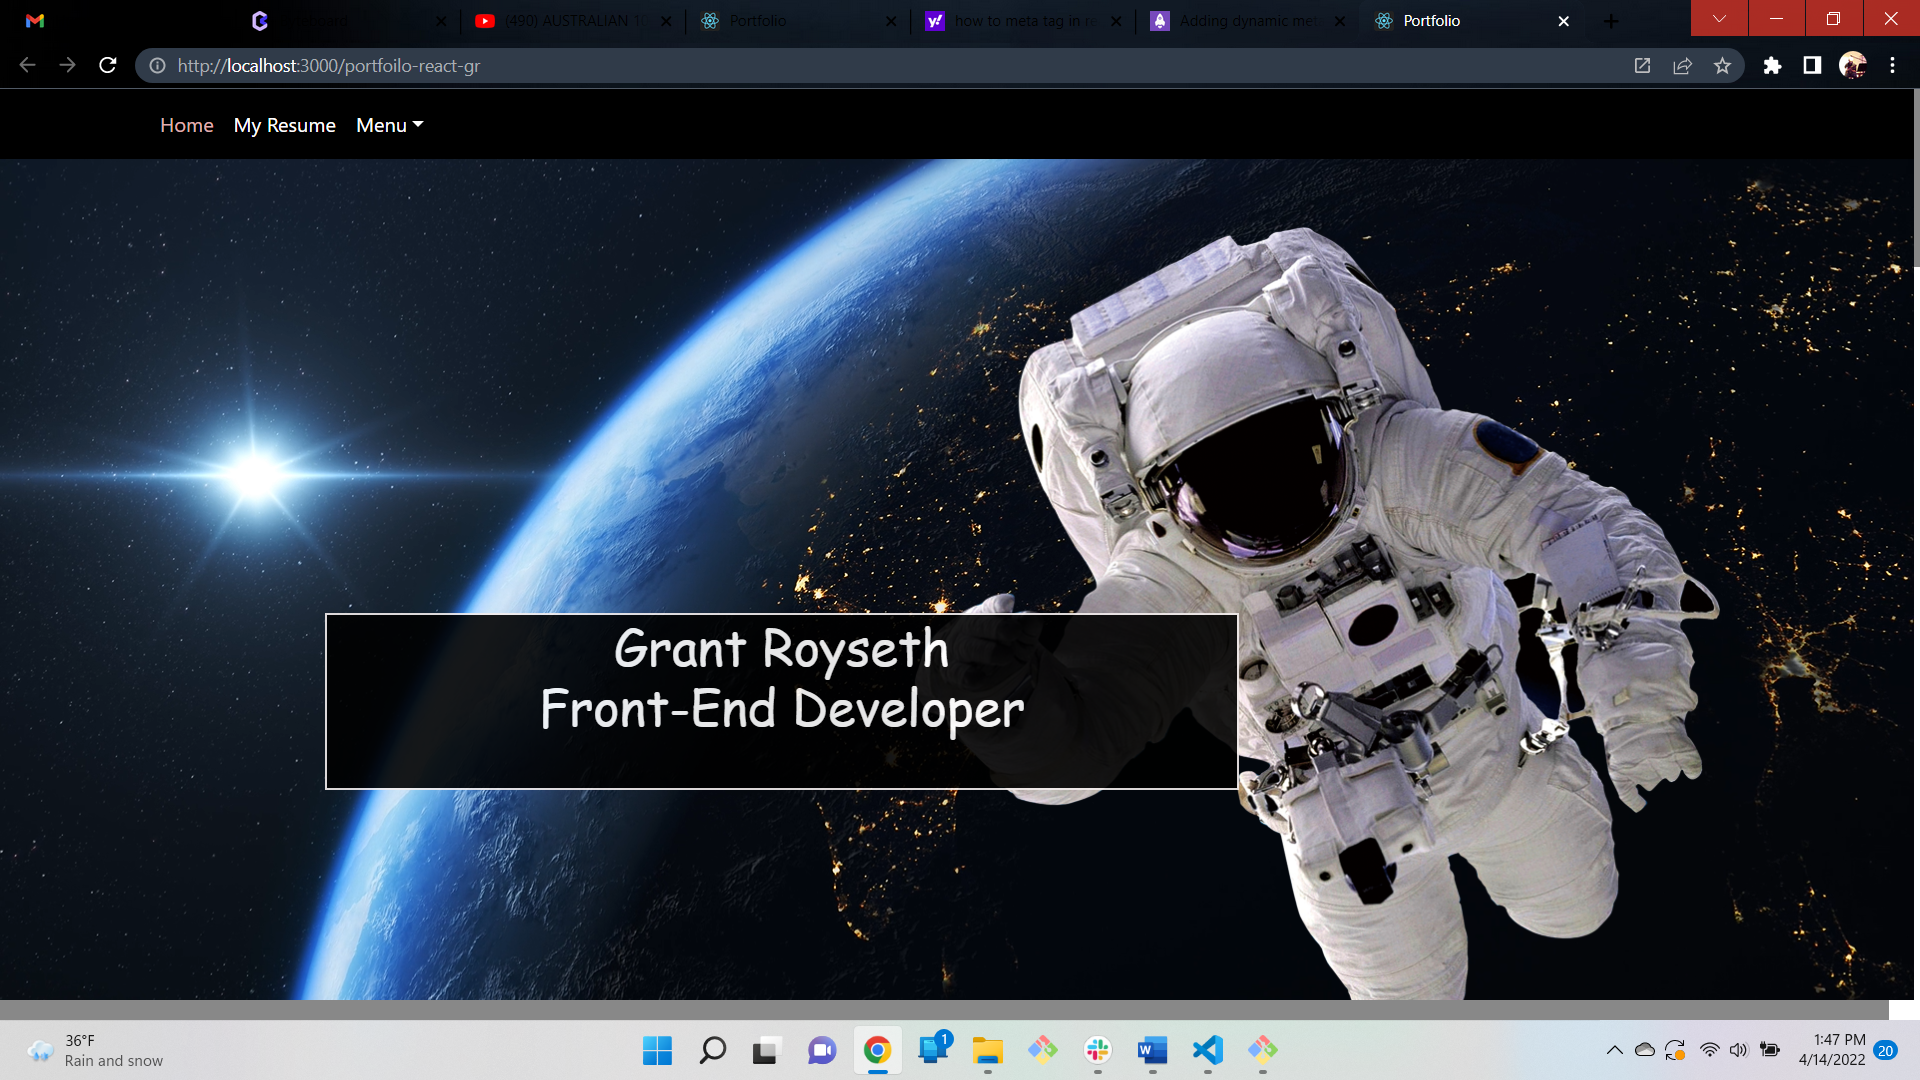 (490) AUSTRALIAN 10
Portfolio
how to meta tag in re
Adding dynamic meta
Portfolio
http://localhost:3000/portfoilo-react-gr
Home
My Resume
Menu
Grant Royseth
Front-End Developer
36°F
Rain and snow
1
1:47 PM
4/14/2022
20